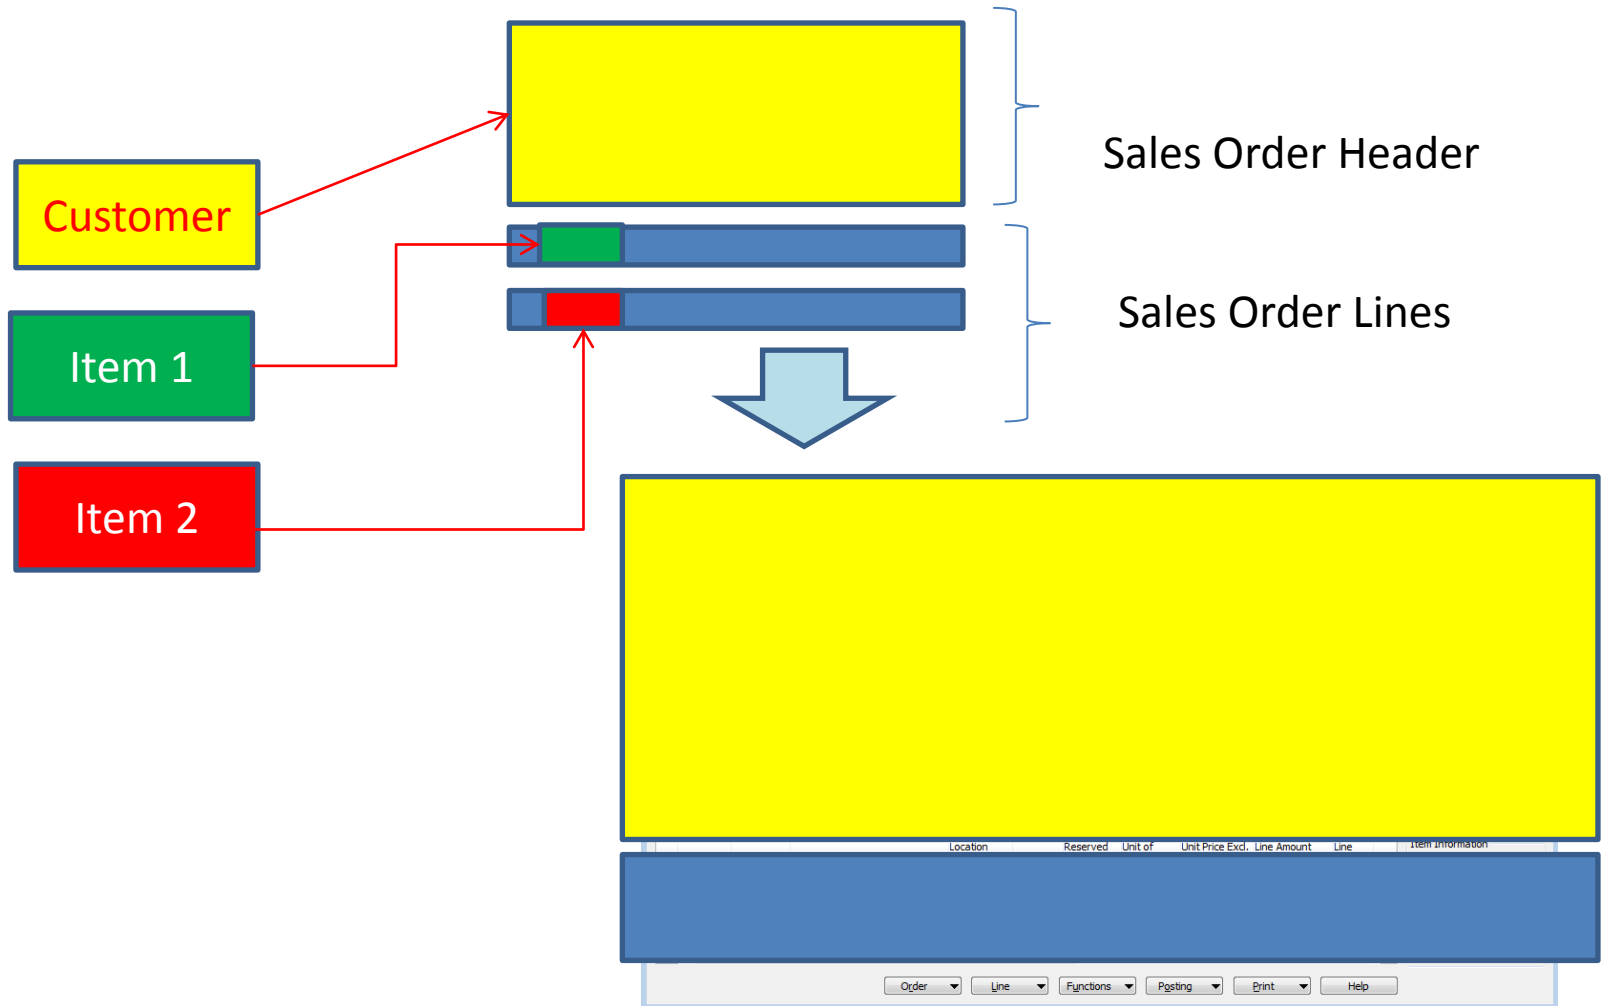 Sales Order Header
Customer
Sales Order Lines
Item 1
Item 2
Location Reserved Unit of Unit Price Excl. Line Amount Line Item Information
Order Line Functions Posting Print Help